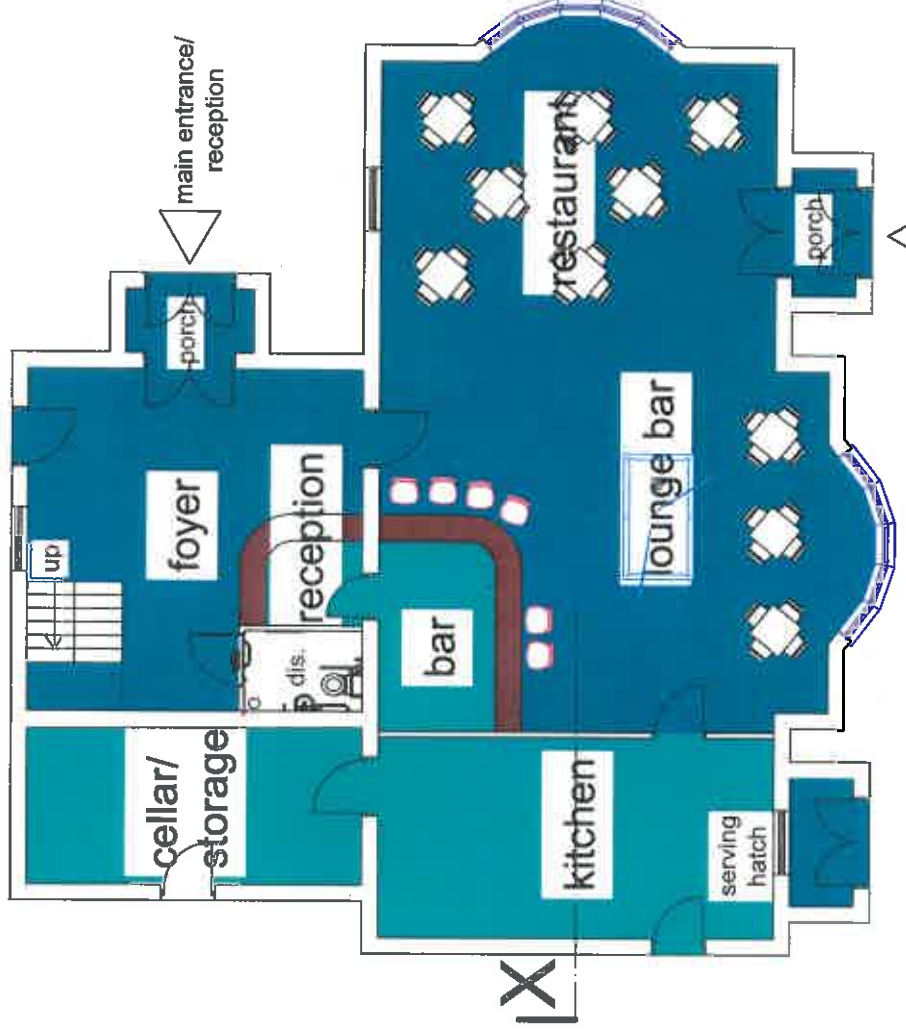 main entrance/
reception
porch
up
foyer
reception
dis.
cellar/
storage
bar
restaurant
porch
lounge bar
kitchen
serving
hatch
X